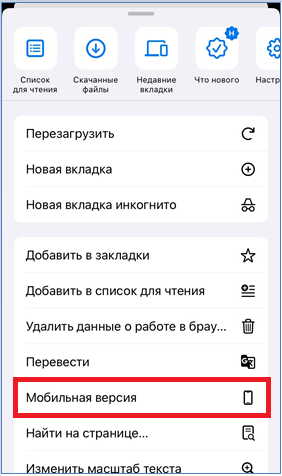 Н
Список
для чтения
Скачанные
файлы
Недавние
вкладки
Что нового
Настр
Перезагрузить
Новая вкладка
Новая вкладка инкогнито
Добавить в закладки
Добавить в список для чтения
Удалить данные о работе в брау...
Перевести
Мобильная версия
Найти на странице...
Изменить масштаб текста